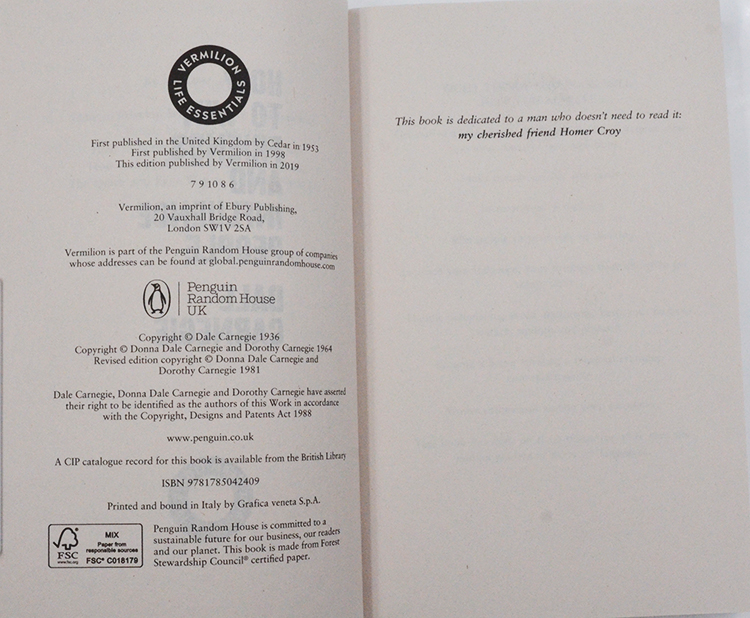 VERMILION
LIFE ESSENTIALS
First published in the United Kingdom by Cedar in 1953
First published by Vermilion in 1998
This edition published by Vermilion in 2019
7 9 10 8 6
Vermilion, an imprint of Ebury Publishing,
20 Vauxhall Bridge Road,
London SW1V 2SA
Vermilion is part of the Penguin Random House group of companies
whose addresses can be found at global.penguinrandomhouse.com
Penguin
Random House
UK
Copyright © Dale Carnegie 1936
Copyright © Donna Dale Carnegie and Dorothy Carnegie 1964
Revised edition copyright © Donna Dale Carnegie and
Dorothy Carnegie 1981
Dale Carnegie, Donna Dale Carnegie and Dorothy Carnegie have asserted
their right to be identified as the authors of this Work in accordance
with the Copyright, Designs and Patents Act 1988
www.penguin.co.uk
A CIP catalogue record for this book is available from the British Library
ISBN 9781785042409
Printed and bound in Italy by Grafica veneta S.p.A.
FSC
www.fsc.org
MIX
Paper from
responsible sources
FSC® C018179
Penguin Random House is committed to a
sustainable future for our business, our readers
and our planet. This book is made from Forest
Stewardship Council® certified paper.
This book is dedicated to a man who doesn't need to read it:
my cherished friend Homer Croy